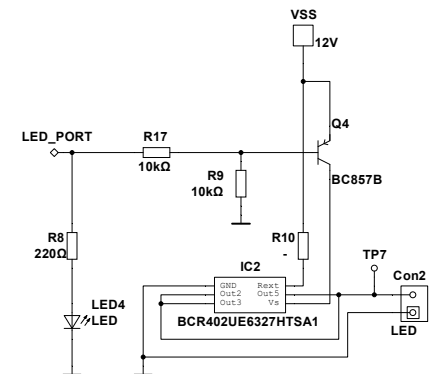 VSS
12V
Q4
LED_PORT
R17
10kΩ
R9
10kΩ
BC857B
R8
220Ω
R10
-
TP7
IC2
Con2
GND Rext
Out2 Out5
Out3 Vs
LED4
LED
BCR402UE6327HTSA1
LED